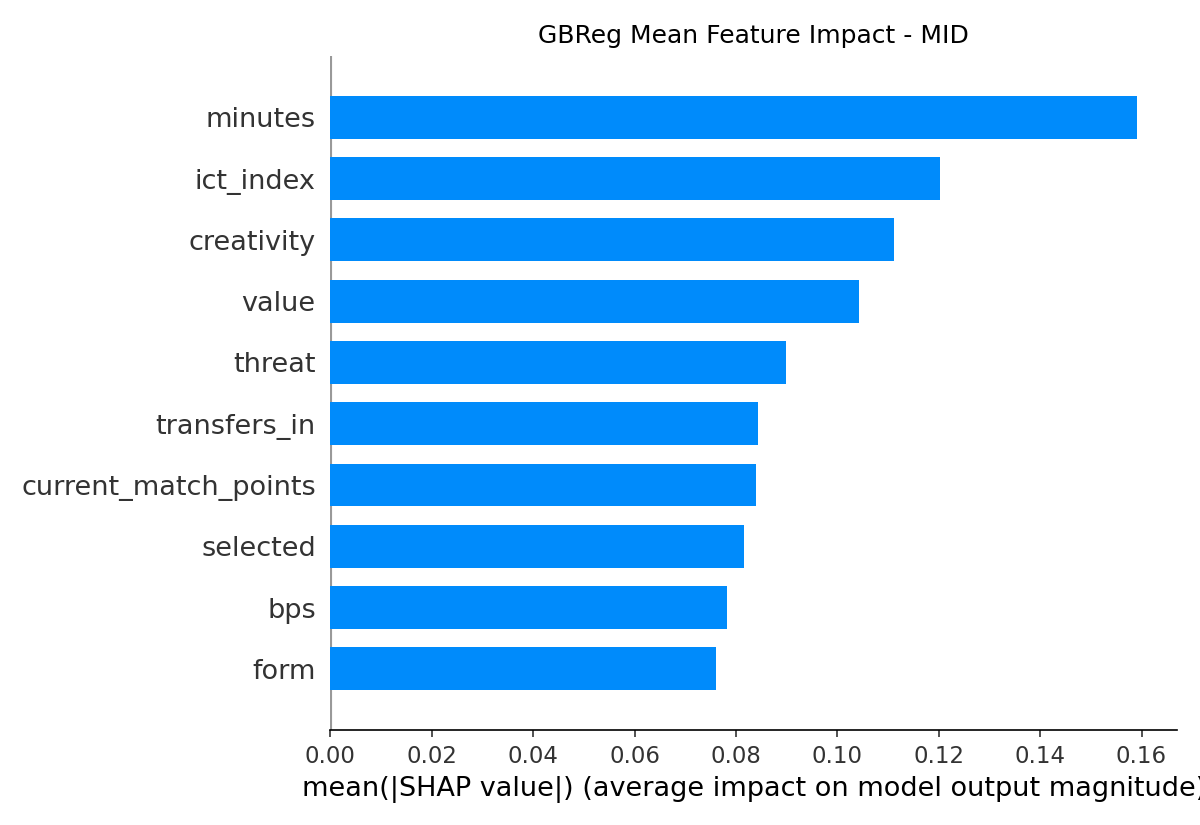 GBReg Mean Feature Impact - MID
minutes
ict_index
creativity
value
threat
transfers_in
current_match_points
selected
bps
form
0.00 0.02 0.04 0.06 0.08 0.10 0.12 0.14 0.16
mean(|SHAP value|) (average impact on model output magnitude)